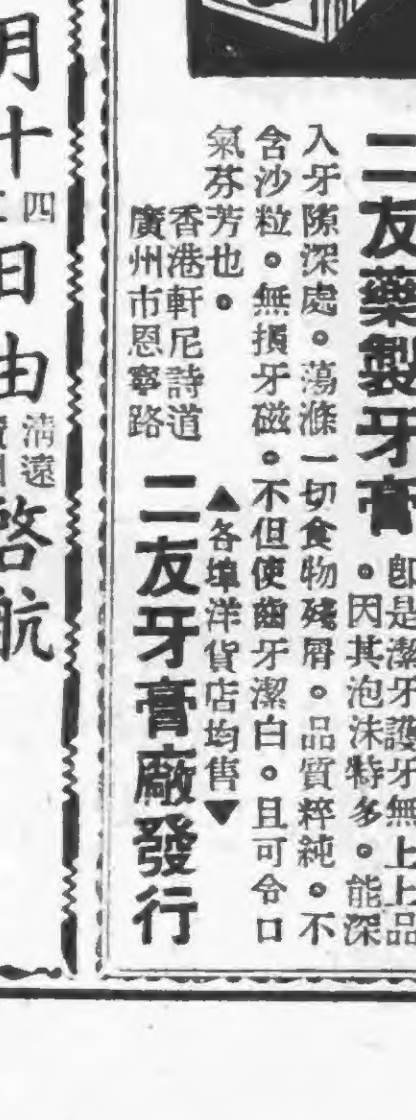 二友藥製牙膏
卽是潔牙護牙無上上品
。因其泡沫特多。能深
入牙隙深處。蕩滌一切食物殘屑。品質粹純。不
含沙粒。無損牙磁。不但使齒牙潔白。且可令口
氣芬芳也。
▲各埠洋貨店均售▼
香港軒尼詩道
廣州市恩寧路
二友牙膏廠發行
四
清遠
月十
日由
啓航